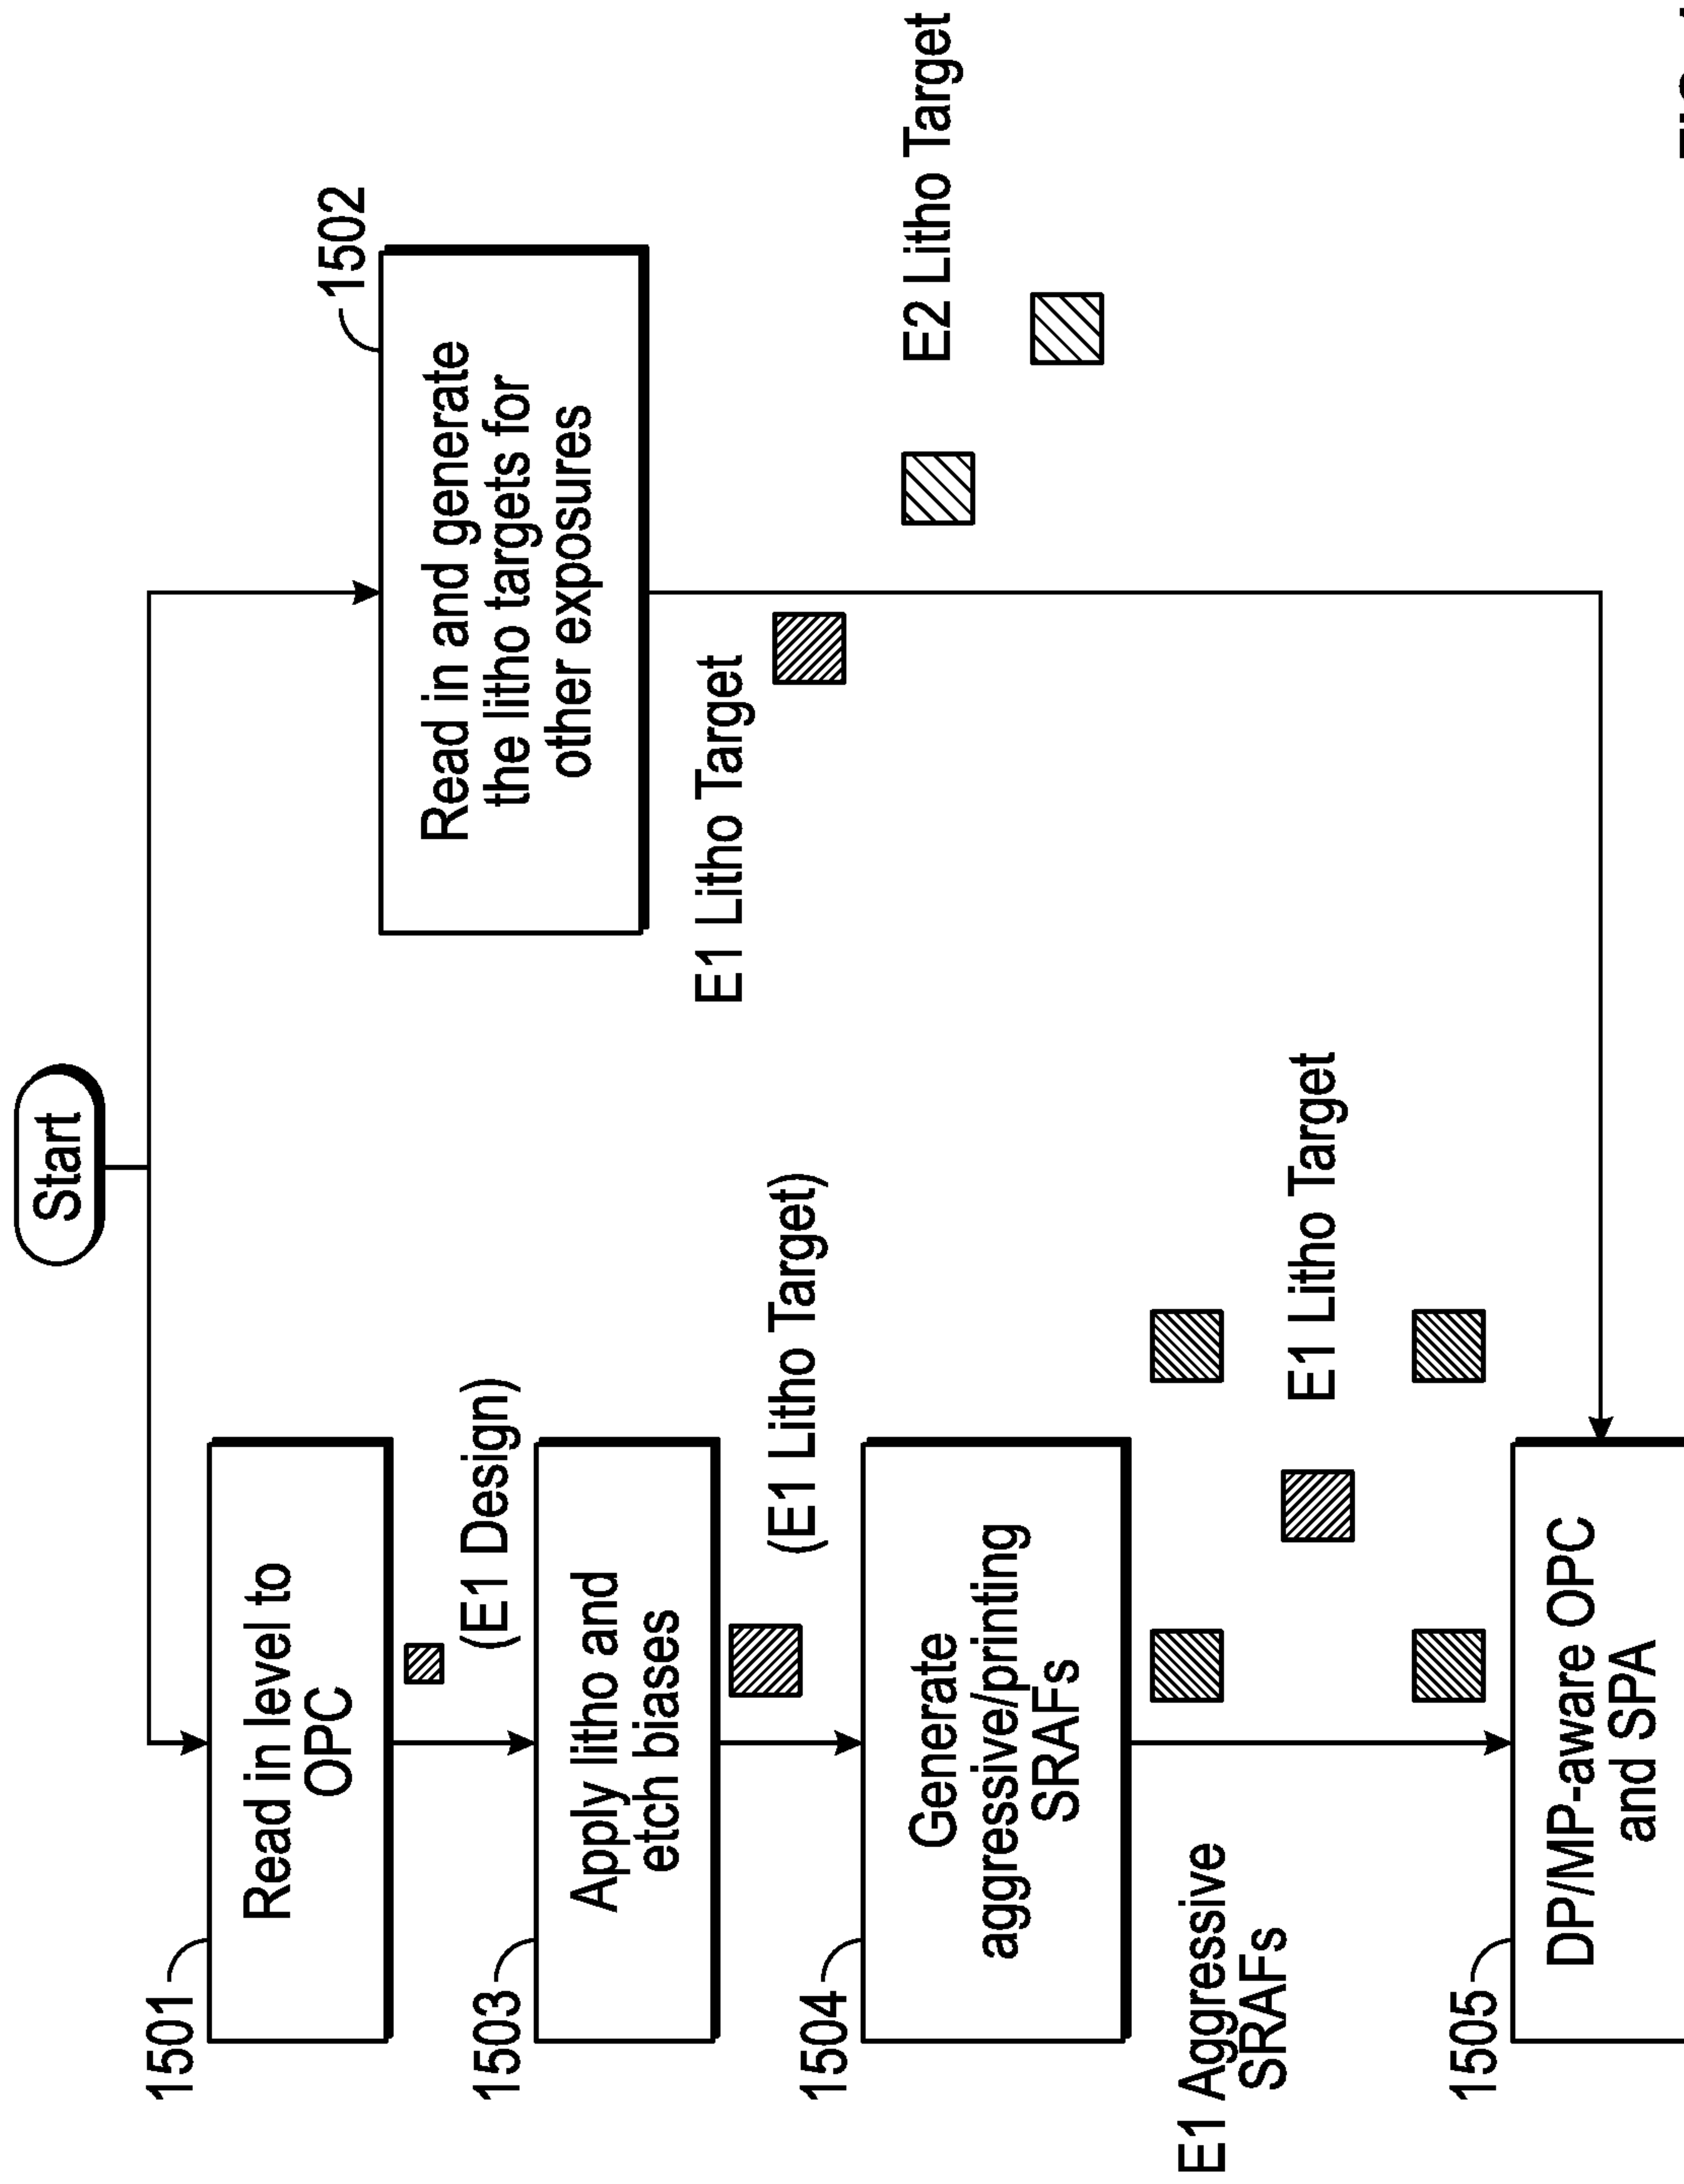 Start
1501
Read in level to
OPC
(E1 Design)
1502
Read in and generate
the litho targets for
other exposures
E1 Litho Target
E2 Litho Target
1503
Apply litho and
etch biases
(E1 Litho Target)
1504
Generate
aggressive/printing
SRAFs
E1 Aggressive
SRAFs
E1 Litho Target
1505
DP/MP-aware OPC
and SPA